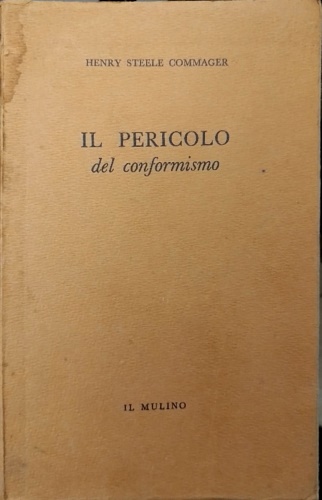 HENRY STEELE COMMAGER
IL PERICOLO
del conformismo
IL MULINO